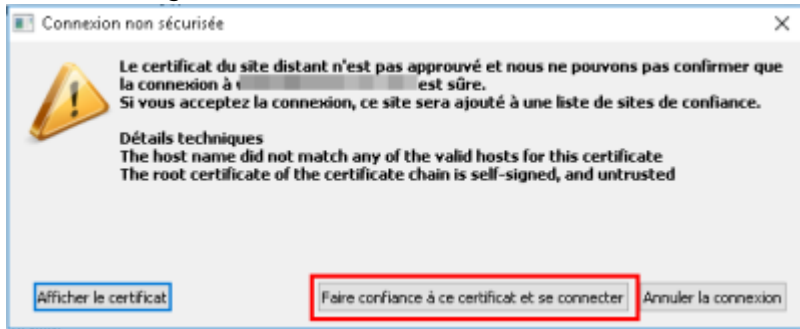 Connexion non sécurisée
Le certificat du site distant n'est pas approuvé et nous ne pouvons pas confirmer que
la connexion à est sûre.
Si vous acceptez la connexion, ce site sera ajouté à une liste de sites de confiance.
Détails techniques
The host name did not match any of the valid hosts for this certificate
The root certificate of the certificate chain is self-signed, and untrusted
Afficher le certificat
Faire confiance à ce certificat et se connecter
Annuler la connexion